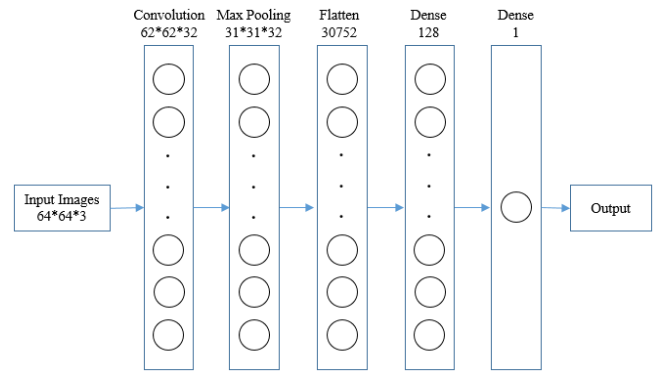 Convolution
62*62*32
Max Pooling
31*31*32
Flatten
30752
Dense
128
Dense
1
Input Images
64*64*3
Output